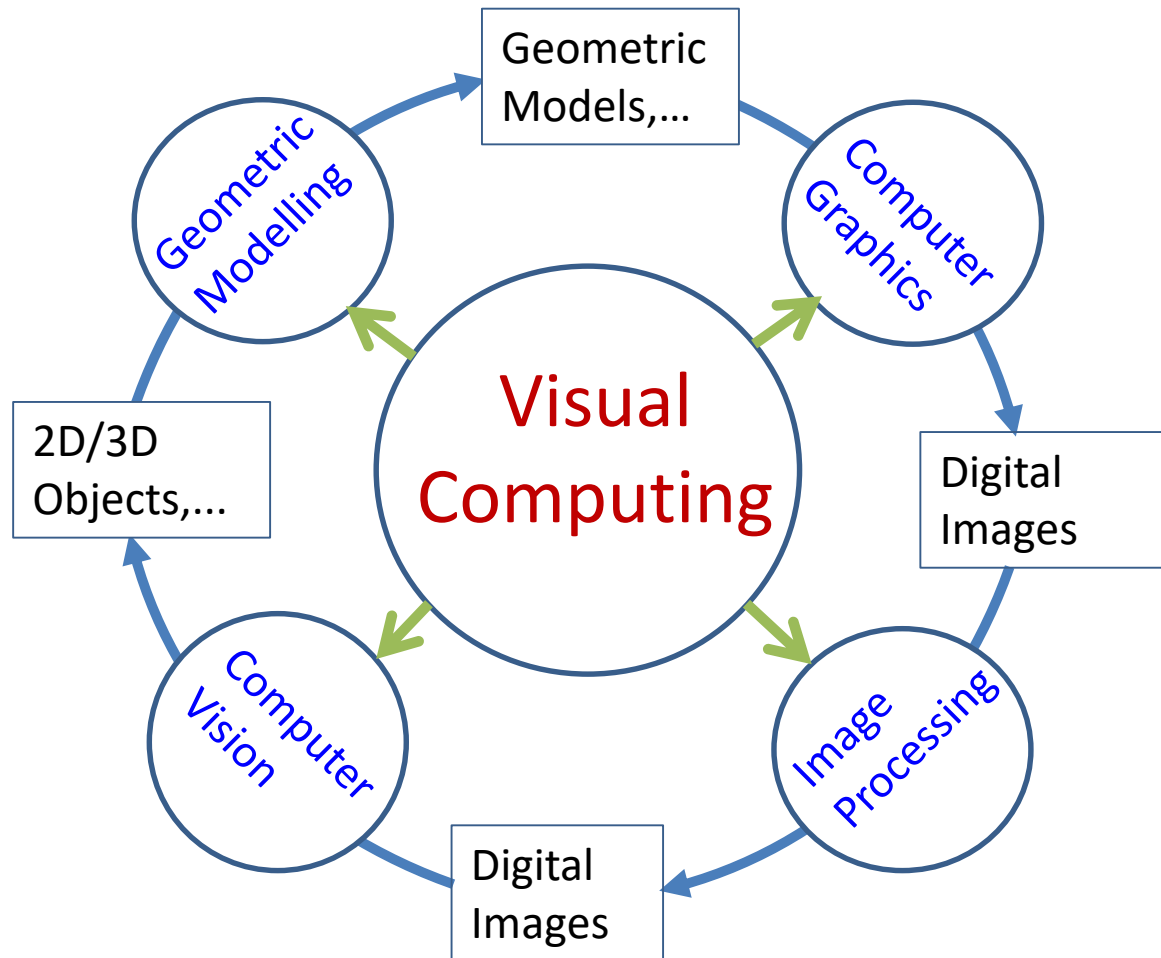 Geometric
Models,...
Geometric
Modelling
Computer
Graphics
Visual
Computing
2D/3D
Objects,...
Digital
Images
Computer
Vision
Image
Processing
Digital
Images